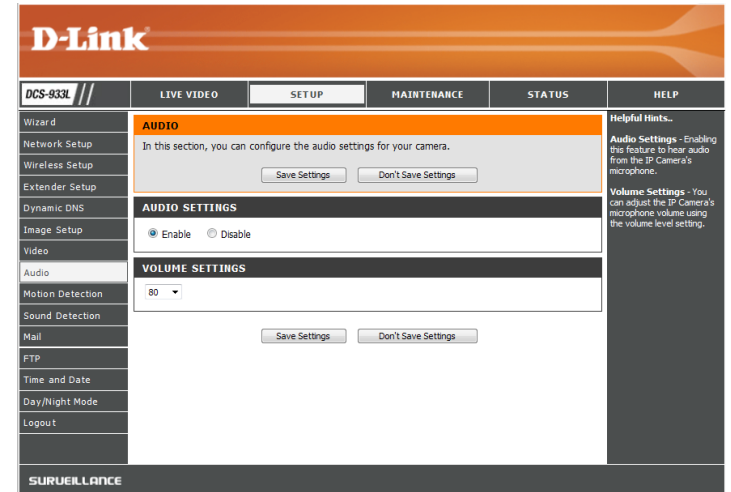 D-Link
DCS-933L
LIVE VIDEO
SETUP
MAINTENANCE
STATUS
HELP
Wizard
Network Setup
Wireless Setup
Extender Setup
Dynamic DNS
Image Setup
Video
Audio
Motion Detection
Sound Detection
Mail
FTP
Time and Date
Day/Night Mode
Logout
AUDIO
In this section, you can configure the audio settings for your camera.
Save Settings
Don't Save Settings
AUDIO SETTINGS
Enable
Disable
VOLUME SETTINGS
80
Save Settings
Don't Save Settings
Helpful Hints..
Audio Settings - Enabling
this feature to hear audio
from the IP Camera's
microphone.
Volume Settings - You
can adjust the IP Camera's
microphone volume using
the volume level setting.
SURVEILLANCE